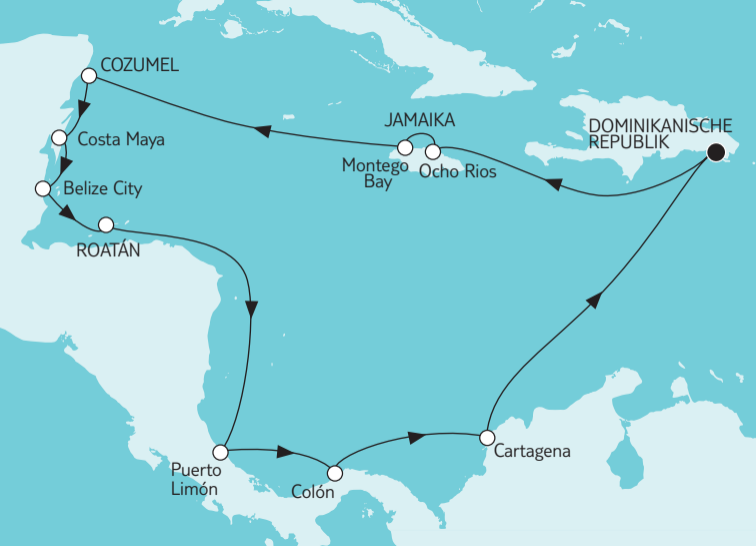 COZUMEL
Costa Maya
Belize City
ROATÁN
JAMAIKA
Montego
Bay
Ocho Rios
DOMINIKANISCHE
REPUBLIK
Puerto
Limón
Colón
Cartagena